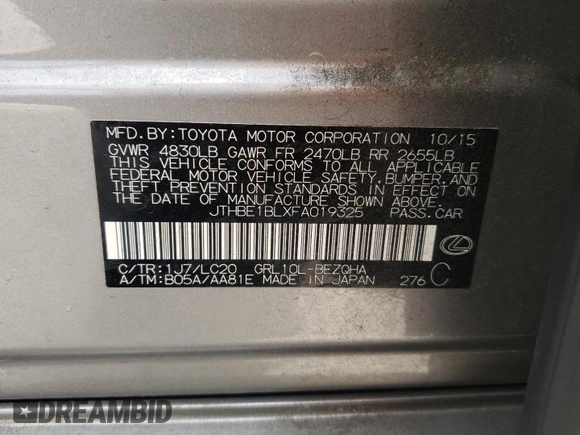 MFD. BY: TOYOTA MOTOR CORPORATION 10/15
GVWR 4830LB GAWR FR 2470LB RR 2655LB
THIS VEHICLE CONFORMS TO ALL APPLICABLE
FEDERAL MOTOR VEHICLE SAFETY, BUMPER, AND
THEFT PREVENTION STANDARDS IN EFFECT ON
THE DATE OF MANUFACTURE SHOWN ABOVE.
JTHBE1BLXFA019325 PASS. CAR
C/TR: 1J7/LC20 GRL10L-BEZQHA
A/TM: B05A/AA81E MADE IN JAPAN 276 C
DREAMBID